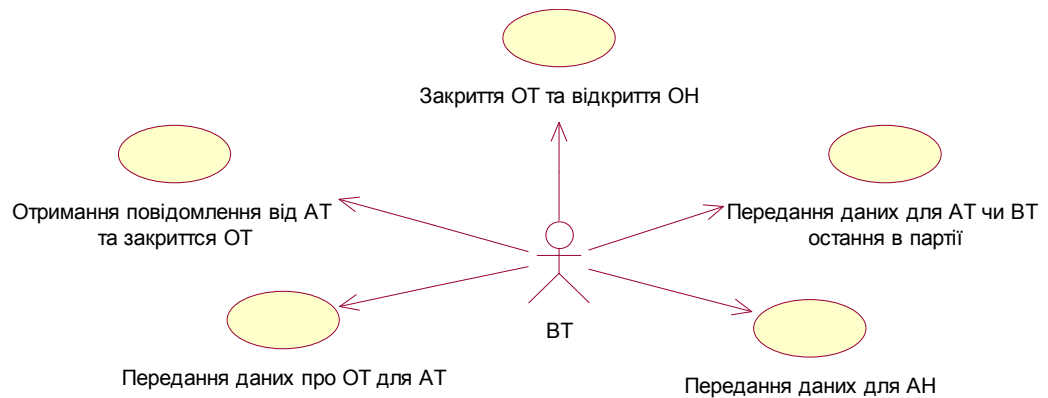 Закриття ОТ та відкриття ОН
Отримання повідомлення від АТ
та закриттся ОТ
Передання даних для АТ чи ВТ
остання в партії
ВТ
Передання даних про ОТ для АТ
Передання даних для АН